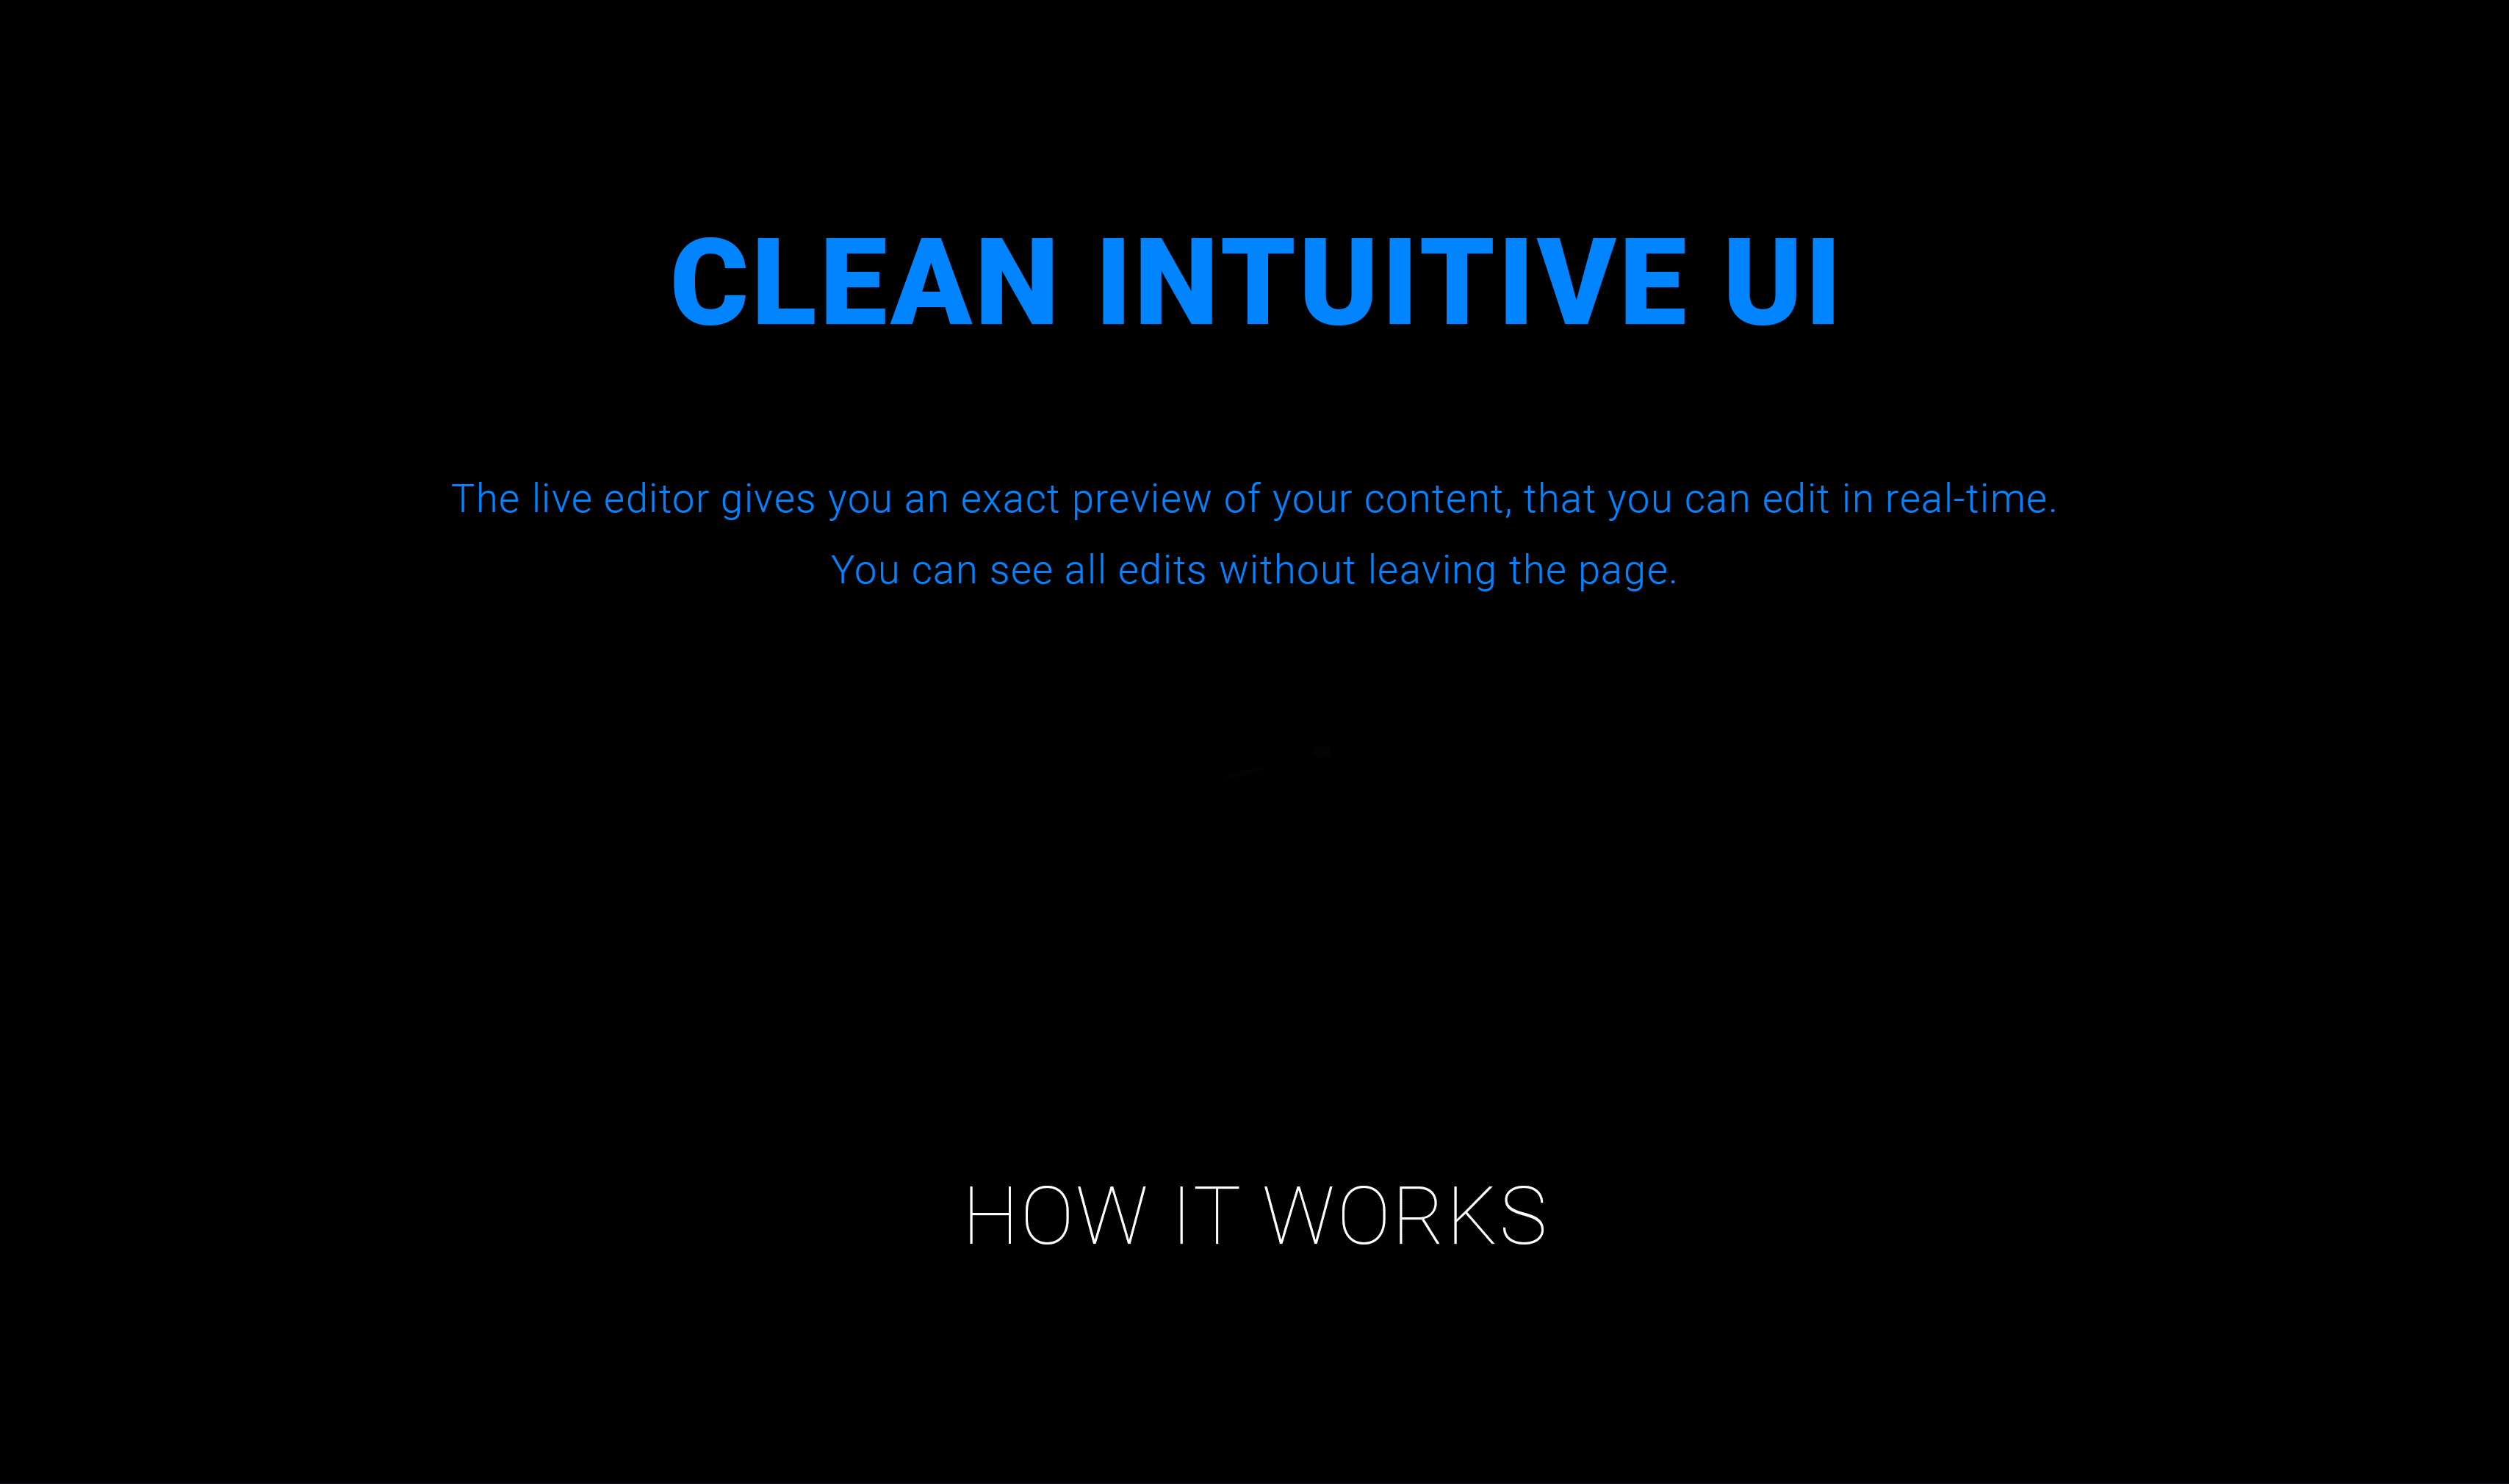 CLEAN INTUITIVE UI
The live editor gives you an exact preview of your content, that you can edit in real-time.
You can see all edits without leaving the page.
HOW IT WORKS